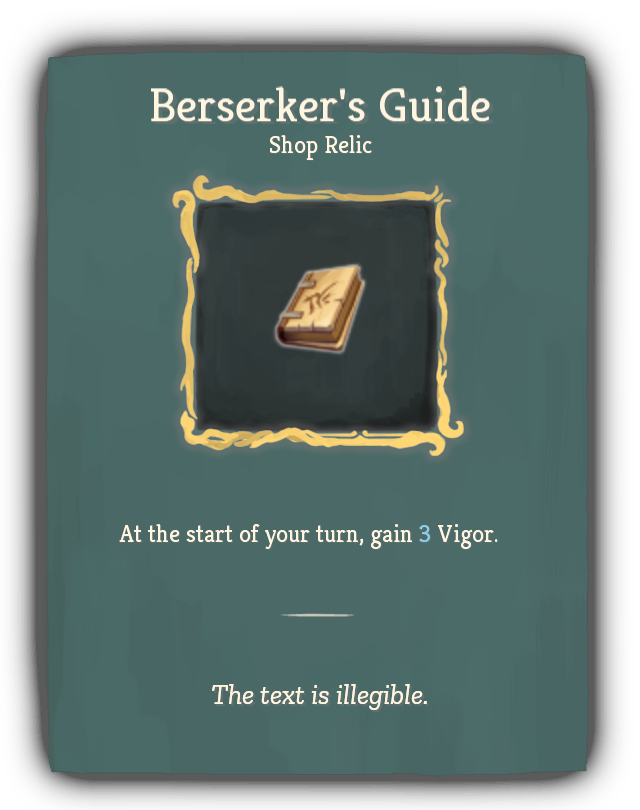 Berserker's Guide
Shop Relic
At the start of your turn, gain 3 Vigor.
The text is illegible.